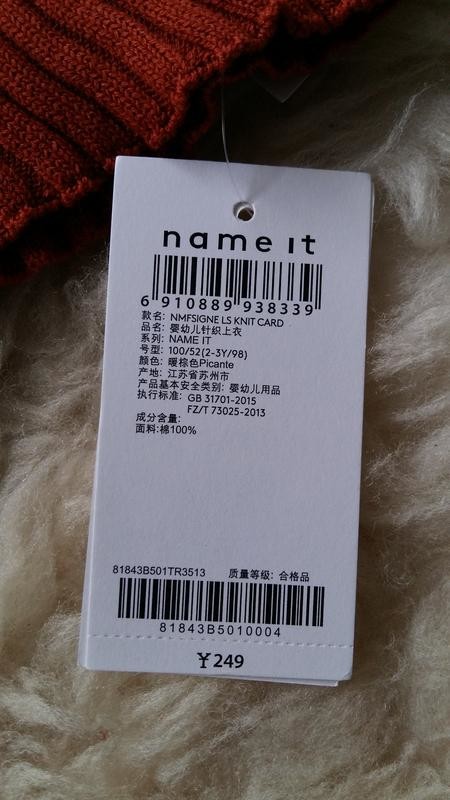 name it
6 910889 938339
款名: NMFSIGNE LS KNIT CARD
品名: 婴幼儿针织上衣
系列: NAME IT
号型: 100/52(2-3Y/98)
颜色: 暖棕色Picante
产地: 江苏省苏州市
产品基本安全类别: 婴幼儿用品
执行标准: GB 31701-2015
FZ/T 73025-2013
成分含量:
面料:棉100%
81843B501TR3513 质量等级: 合格品
81843B5010004
¥249